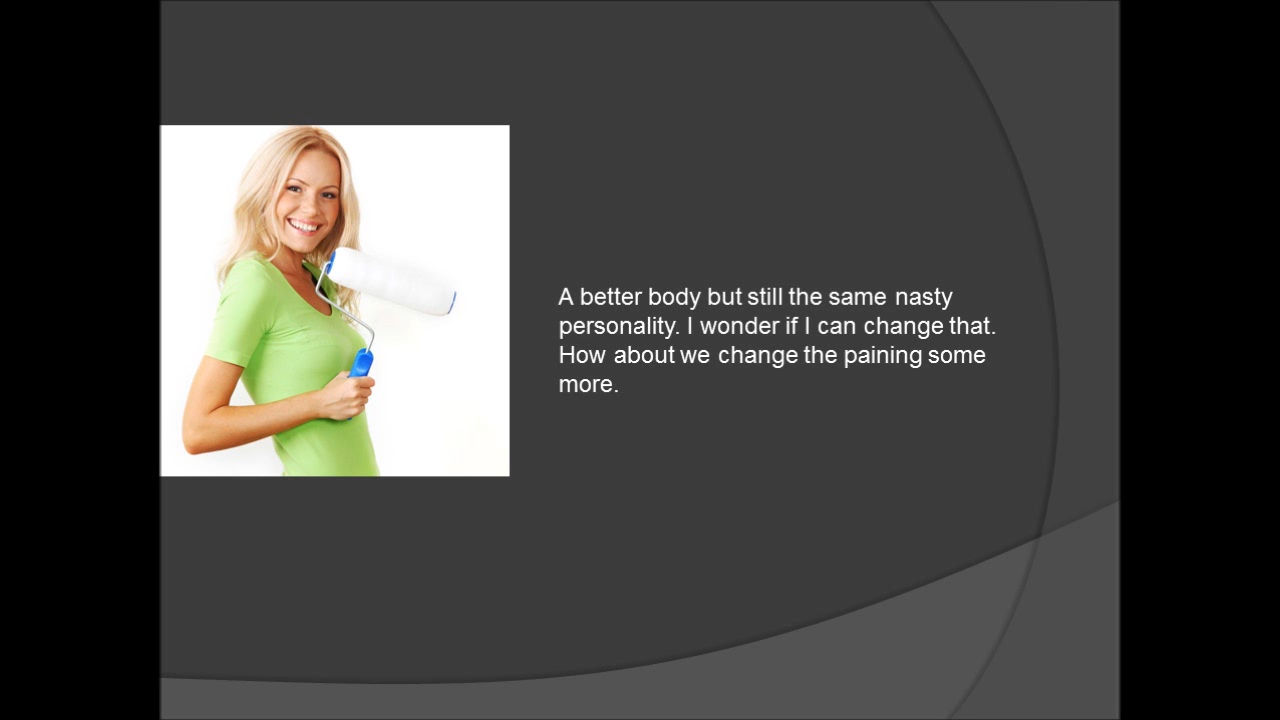 A better body but still the same nasty
personality. I wonder if I can change that.
How about we change the paining some
more.